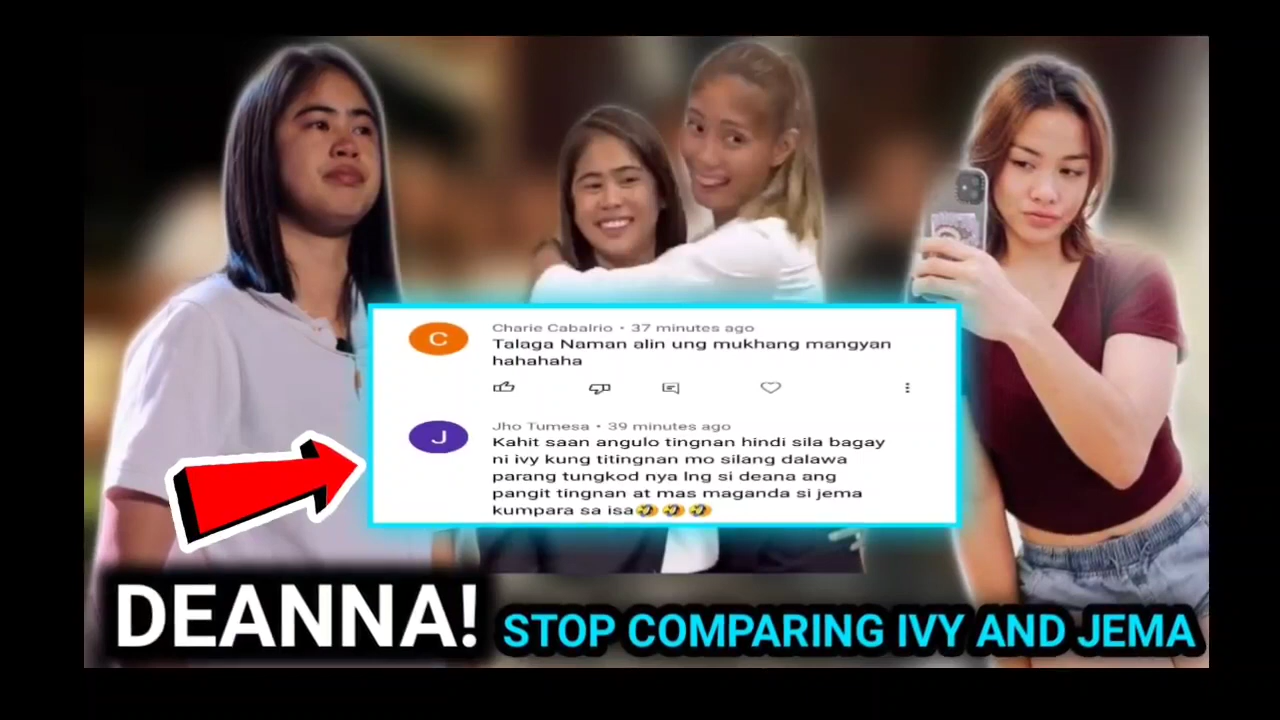 Charie Cabalrio • 37 minutes ago
Talaga Naman alin ung mukhang mangyan
hahahaha
Jho Tumesa • 39 minutes ago
Kahit saan angulo tingnan hindi sila bagay
ni ivy kung titingnan mo silang dalawa
parang tungkod nya lng si deana ang
pangit tingnan at mas maganda si jema
kumpara sa isa🤣🤣🤣
DEANNA! STOP COMPARING IVY AND JEMA